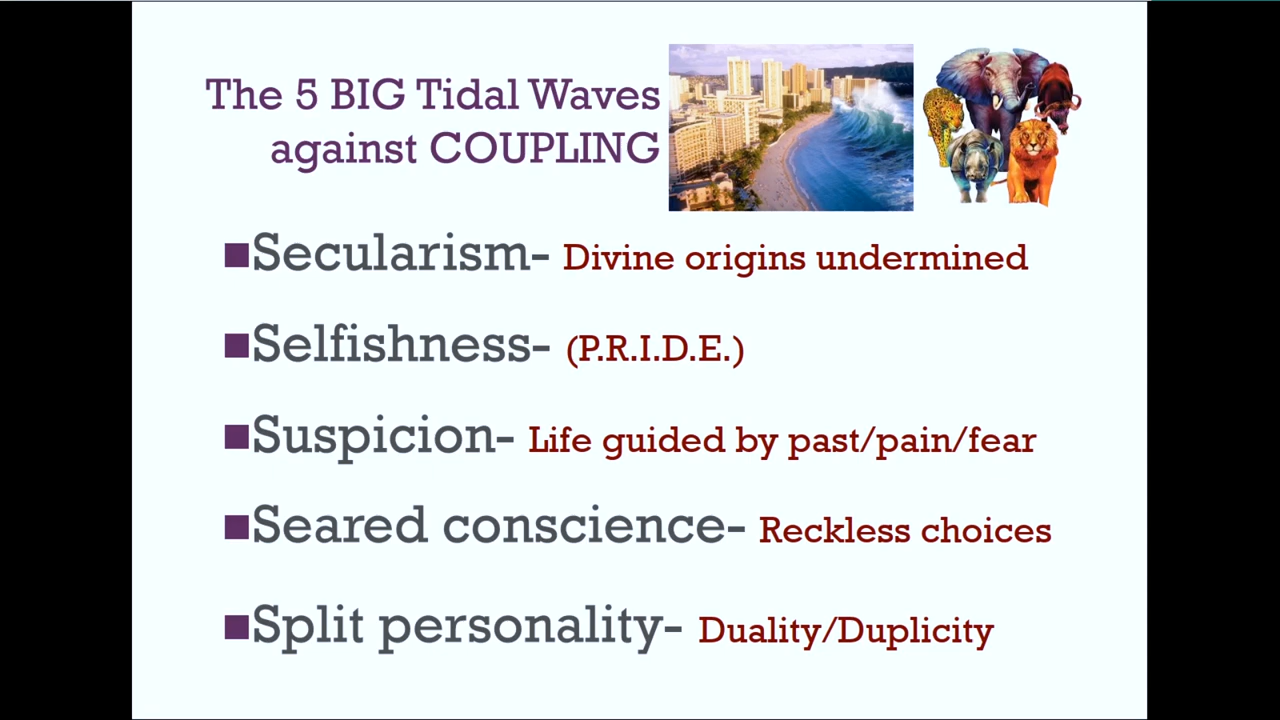 The 5 BIG Tidal Waves
against COUPLING
Secularism- Divine origins undermined
Selfishness- (P.R.I.D.E.)
Suspicion- Life guided by past/pain/fear
Seared conscience- Reckless choices
Split personality- Duality/Duplicity